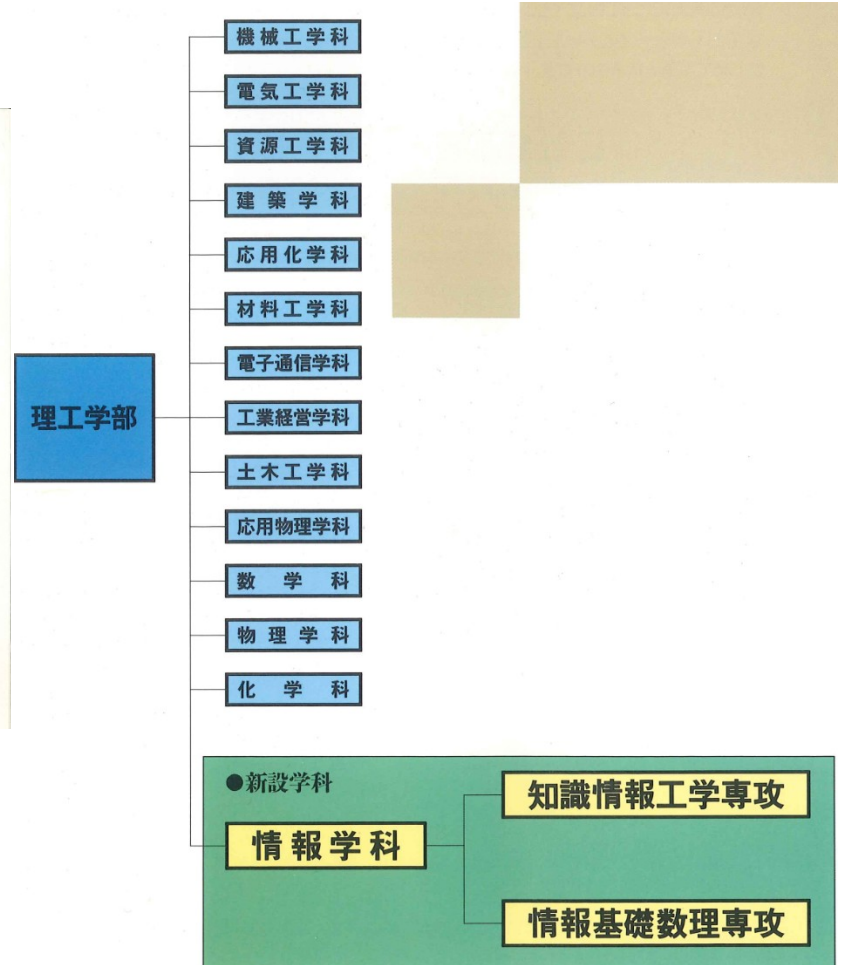 機械工学科
電気工学科
資源工学科
建築学科
応用化学科
材料工学科
電子通信学科
理工学部
工業経営学科
土木工学科
応用物理学科
数学科
物理学科
化学科
●新設学科
情報学科
知識情報工学専攻
情報基礎数理専攻